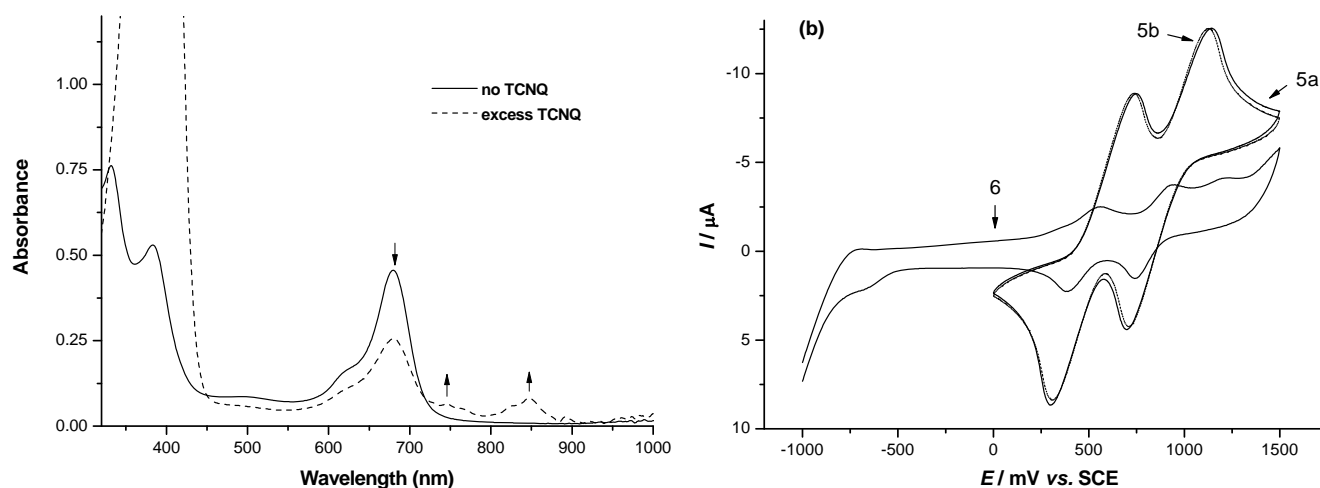 1.00
0.75
0.50
0.25
0.00
Absorbance
400
500
600
700
800
900
1000
Wavelength (nm)
no TCNQ
excess TCNQ
(b)
5b
5a
6
-10
-5
0
5
10
I / µA
-1000
-500
0
500
1000
1500
E / mV vs. SCE